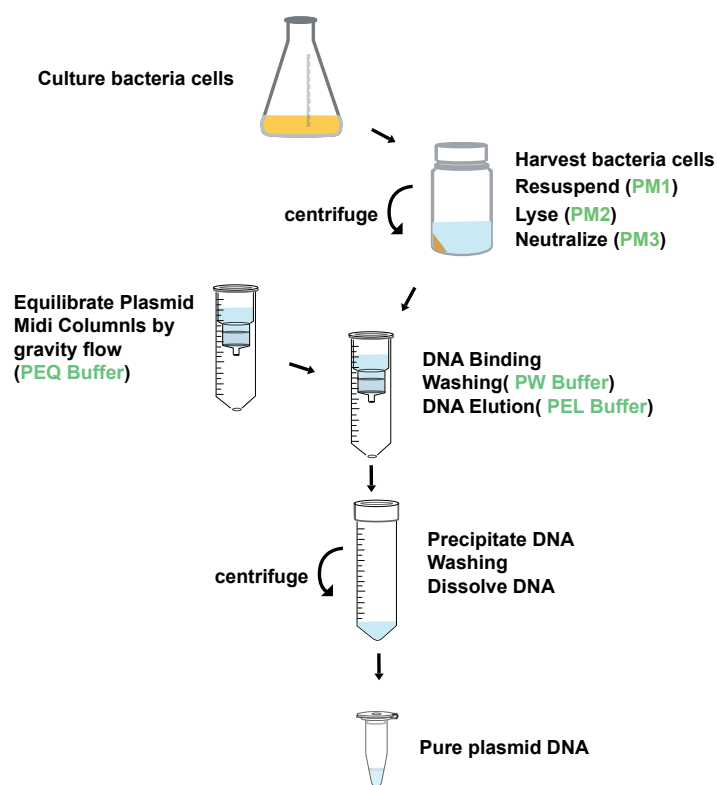 Culture bacteria cells
Harvest bacteria cells
Resuspend (PM1)
Lyse (PM2)
Neutralize (PM3)
centrifuge
Equilibrate Plasmid
Midi Columnls by
gravity flow
(PEQ Buffer)
DNA Binding
Washing( PW Buffer)
DNA Elution( PEL Buffer)
Precipitate DNA
Washing
Dissolve DNA
centrifuge
Pure plasmid DNA